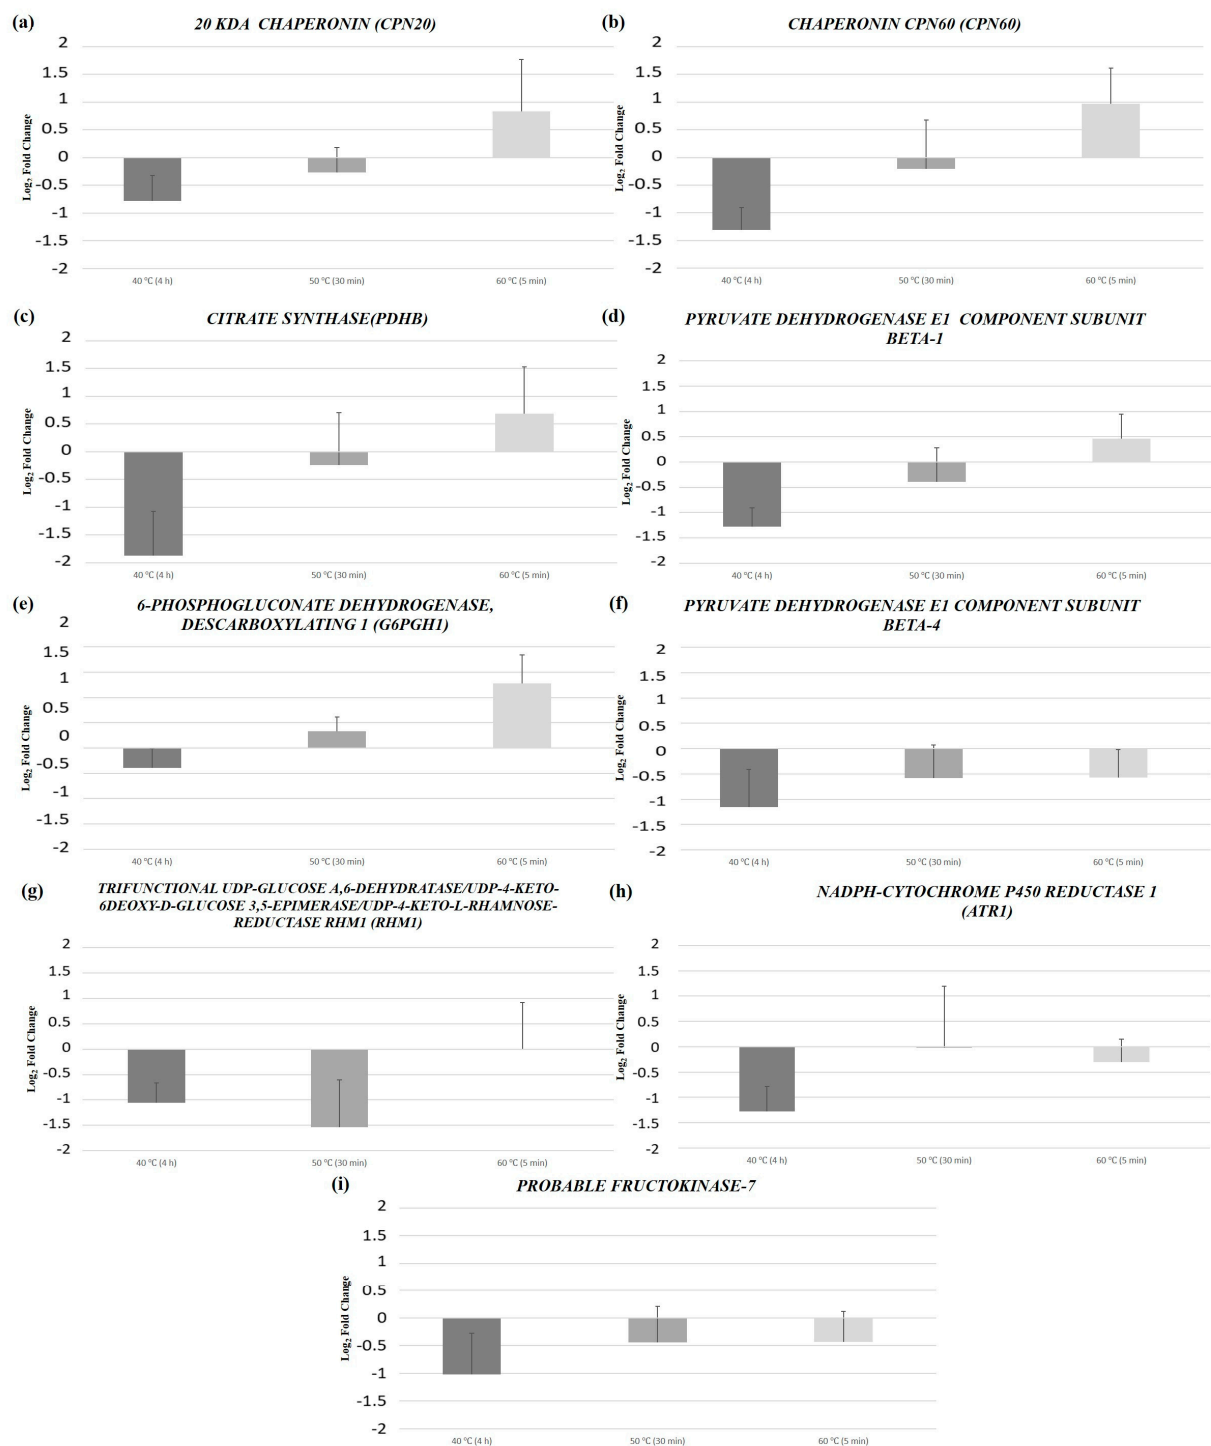 (a) 20 KDA CHAPERONIN (CPN20)
2
1.5
1
0.5
0
-0.5
-1
-1.5
-2
Log2 Fold Change
40 °C (4 h) 50 °C (30 min) 60 °C (5 min)
(b) CHAPERONIN CPN60 (CPN60)
2
1.5
1
0.5
0
-0.5
-1
-1.5
-2
Log2 Fold Change
40 °C (4 h) 50 °C (30 min) 60 °C (5 min)
(c) CITRATE SYNTHASE(PDHB)
2
1.5
1
0.5
0
-0.5
-1
-1.5
-2
Log2 Fold Change
40 °C (4 h) 50 °C (30 min) 60 °C (5 min)
(d) PYRUVATE DEHYDROGENASE E1 COMPONENT SUBUNIT
BETA-1
2
1.5
1
0.5
0
-0.5
-1
-1.5
-2
Log2 Fold Change
40 °C (4 h) 50 °C (30 min) 60 °C (5 min)
(e) 6-PHOSPHOGLUCONATE DEHYDROGENASE,
DESCARBOXYLATING 1 (G6PGH1)
2
1.5
1
0.5
0
-0.5
-1
-1.5
-2
Log2 Fold Change
40 °C (4 h) 50 °C (30 min) 60 °C (5 min)
(f) PYRUVATE DEHYDROGENASE E1 COMPONENT SUBUNIT
BETA-4
2
1.5
1
0.5
0
-0.5
-1
-1.5
-2
Log2 Fold Change
40 °C (4 h) 50 °C (30 min) 60 °C (5 min)
(g) TRIFUNCTIONAL UDP-GLUCOSE A,6-DEHYDRATASE/UDP-4-KETO-
6DEOXY-D-GLUCOSE 3,5-EPIMERASE/UDP-4-KETO-L-RHAMNOSE-
REDUCTASE RHM1 (RHM1)
2
1.5
1
0.5
0
-0.5
-1
-1.5
-2
Log2 Fold Change
40 °C (4 h) 50 °C (30 min) 60 °C (5 min)
(h) NADPH-CYTOCHROME P450 REDUCTASE 1
(ATR1)
2
1.5
1
0.5
0
-0.5
-1
-1.5
-2
Log2 Fold Change
40 °C (4 h) 50 °C (30 min) 60 °C (5 min)
(i) PROBABLE FRUCTOKINASE-7
2
1.5
1
0.5
0
-0.5
-1
-1.5
-2
Log2 Fold Change
40 °C (4 h) 50 °C (30 min) 60 °C (5 min)